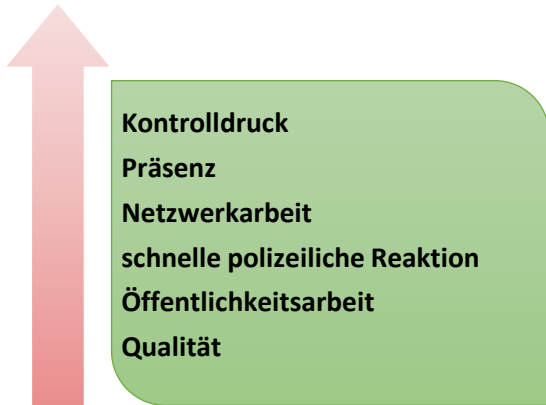 Kontrolldruck
Präsenz
Netzwerkarbeit
schnelle polizeiliche Reaktion
Öffentlichkeitsarbeit
Qualität